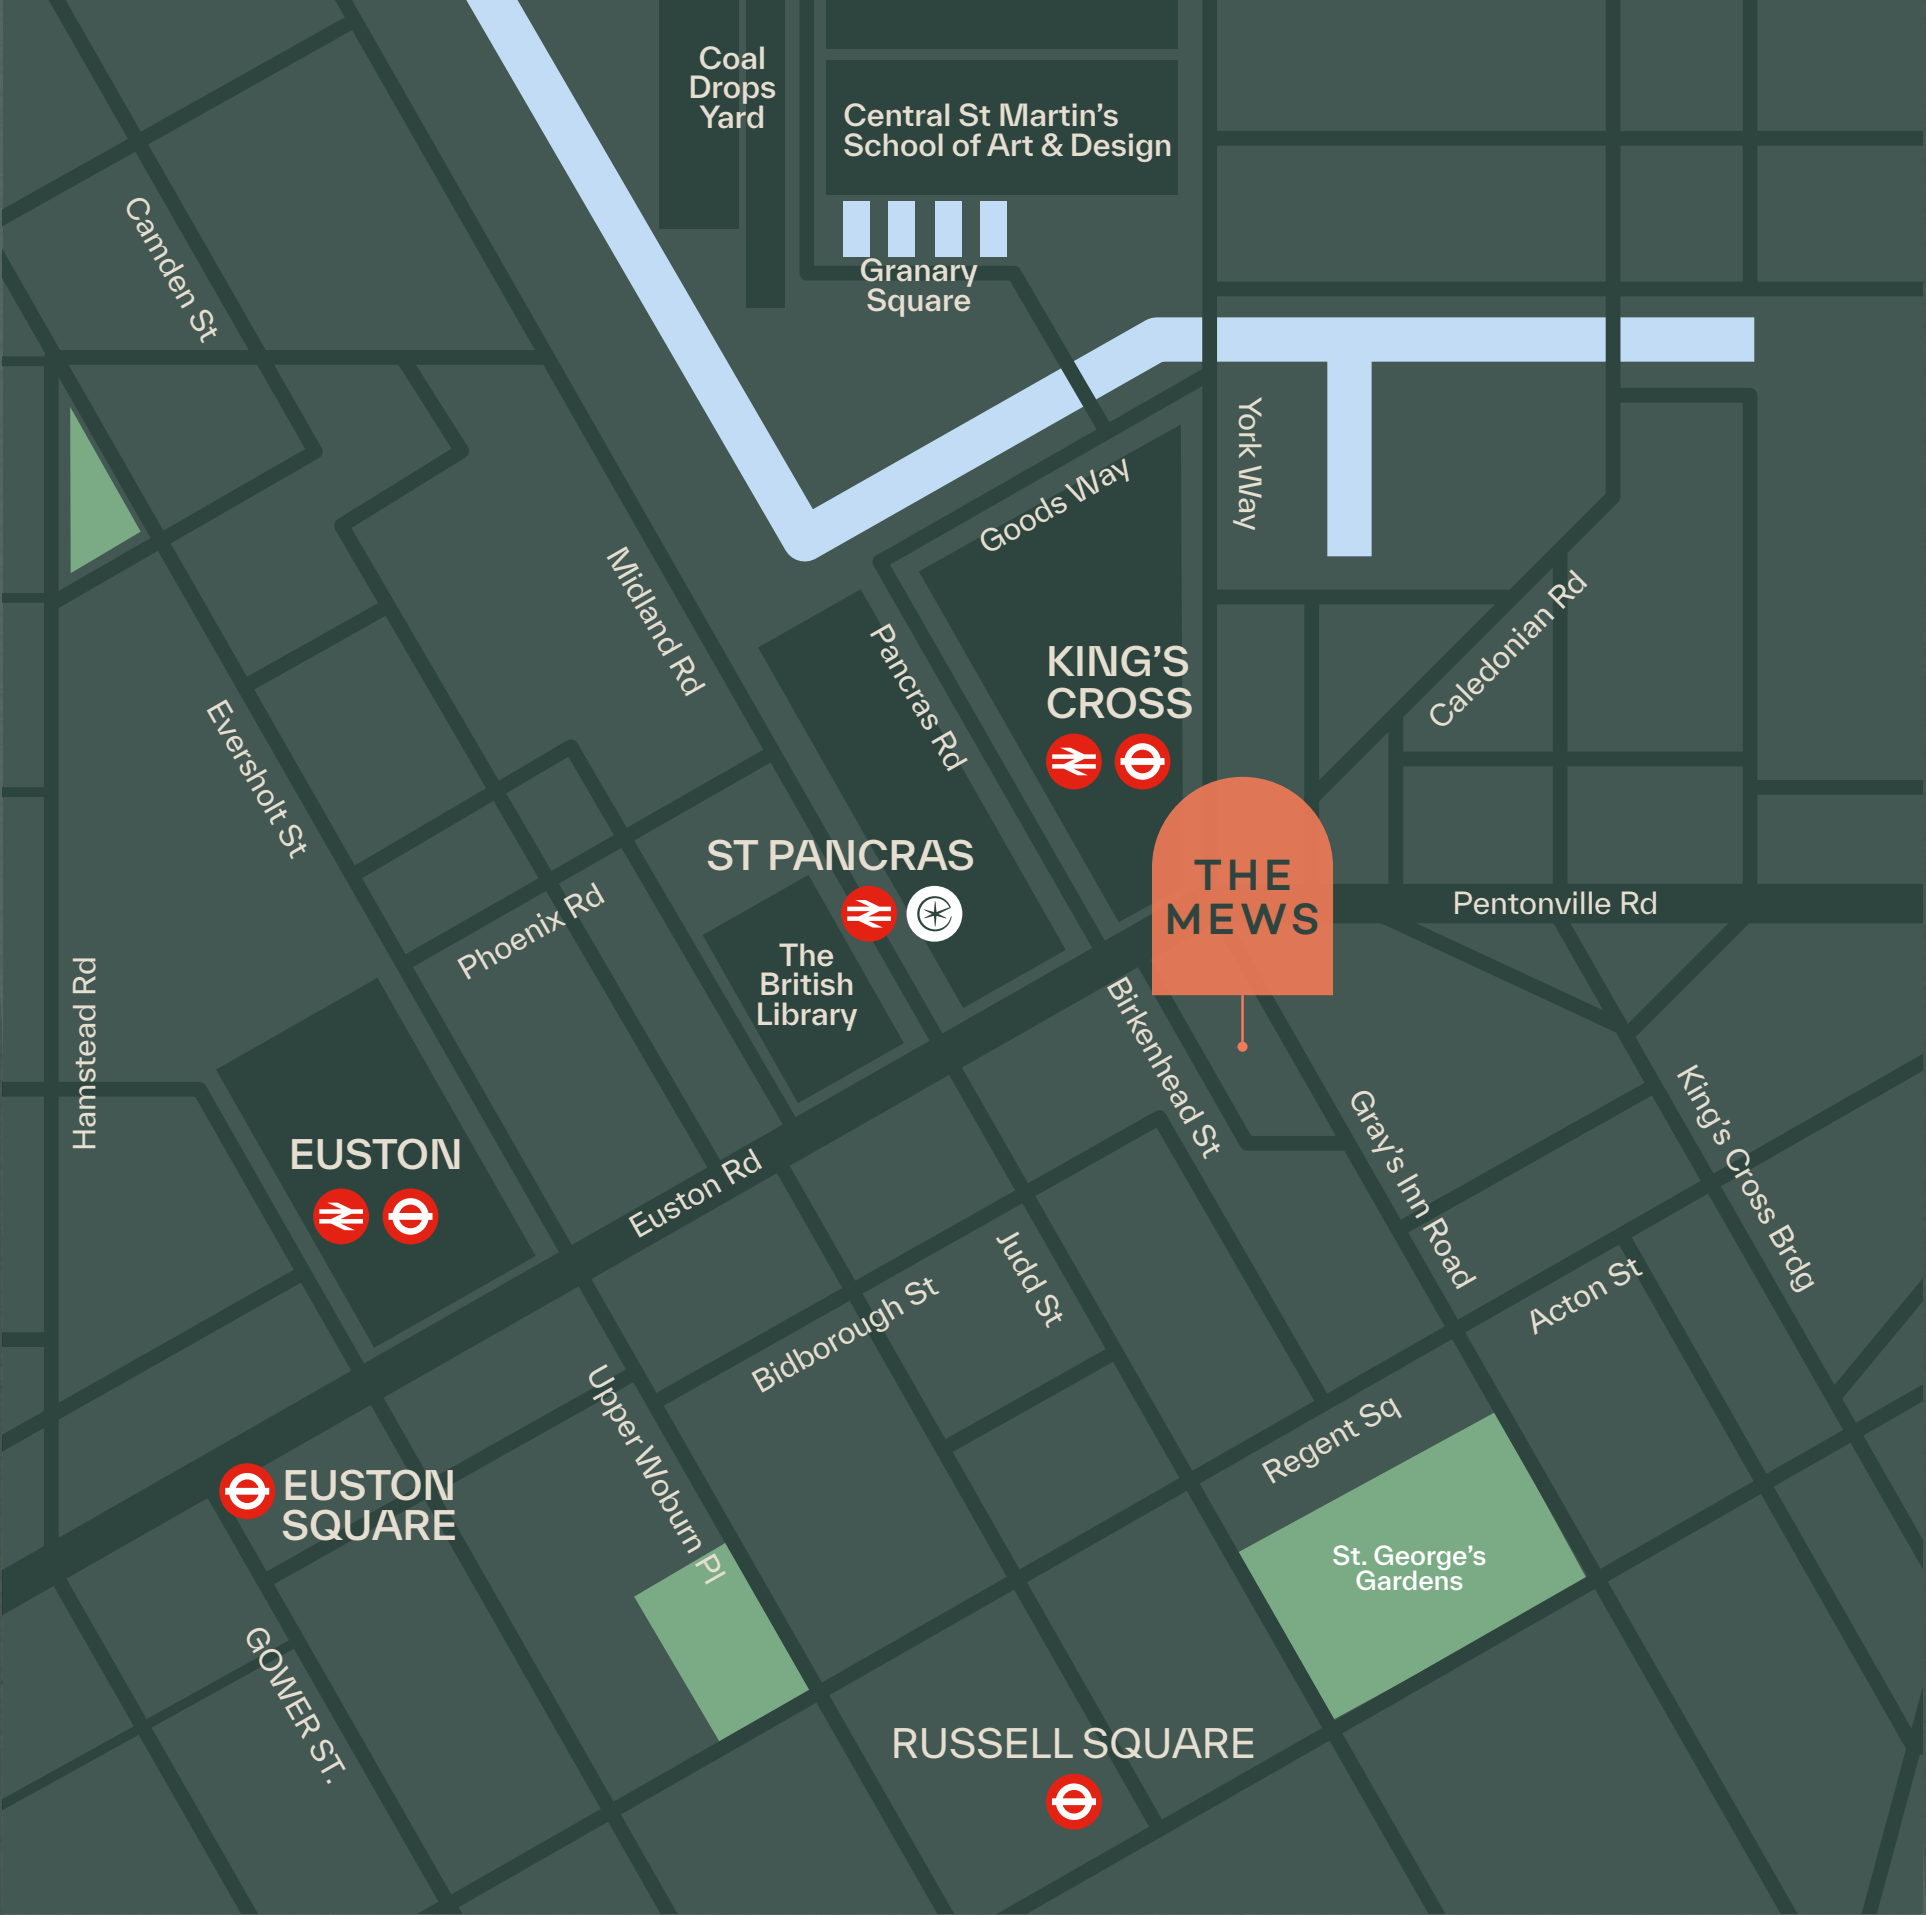 Coal
Drops
Yard
Central St Martin's
School of Art & Design
Granary
Square
Camden St
York Way
Goods Way
Midland Rd
Pancras Rd
Caledonian Rd
KING'S
CROSS
Eversholt St
ST PANCRAS
THE
MEWS
Pentonville Rd
Phoenix Rd
The
British
Library
Hamstead Rd
Birkenhead St
King's Cross Brdg
Gray's Inn Road
EUSTON
Euston Rd
Judd St
Acton St
Bidborough St
Upper Woburn Pl
Regent Sq
EUSTON
SQUARE
St. George's
Gardens
GOWER ST.
RUSSELL SQUARE